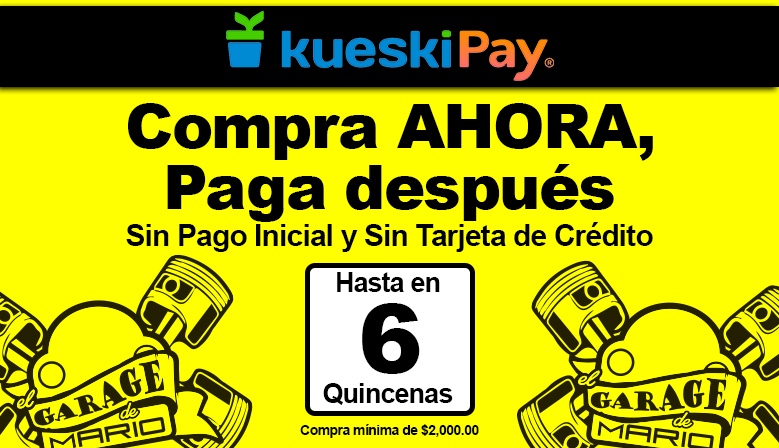 kueskiPay®
Compra AHORA,
Paga después
Sin Pago Inicial y Sin Tarjeta de Crédito
Hasta en
6
Quincenas
Compra mínima de $2,000.00
el
GARAGE
de
MARIO
el
GARAGE
de
MARIO